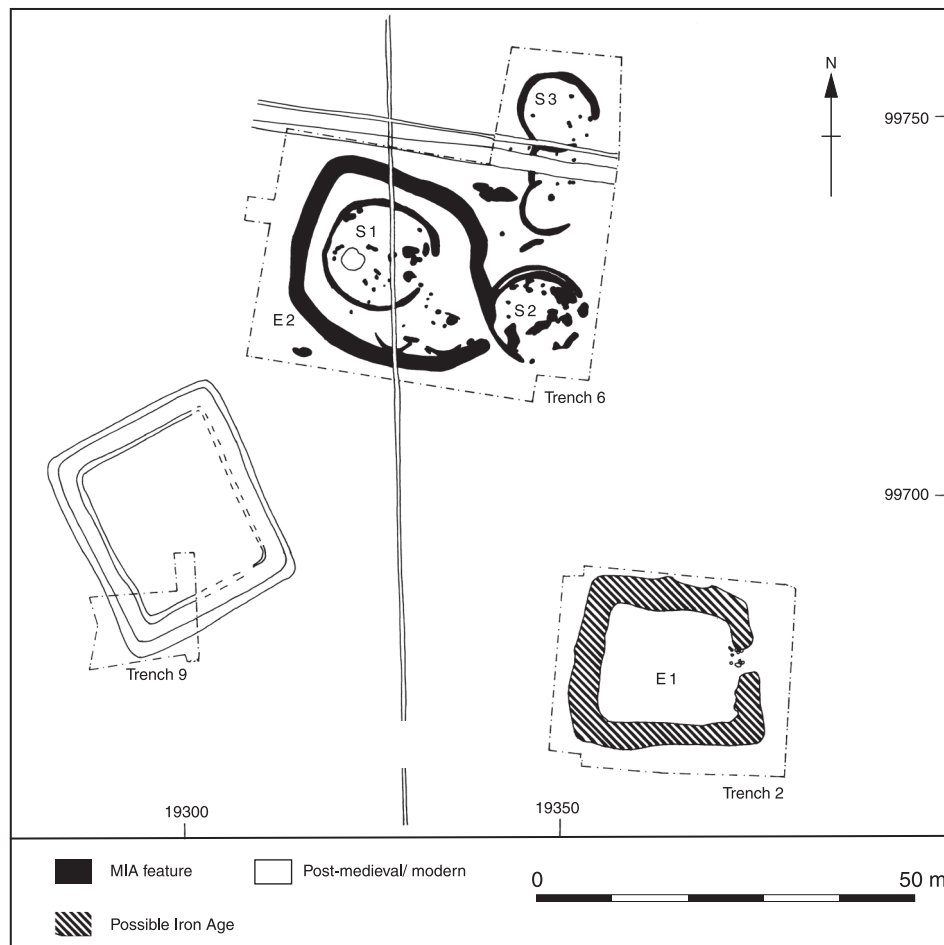 N
99750
S3
S1
S2
E2
Trench 6
99700
Trench 9
E1
Trench 2
19300
19350
MIA feature
Post-medieval/ modern
0
50 m
Possible Iron Age